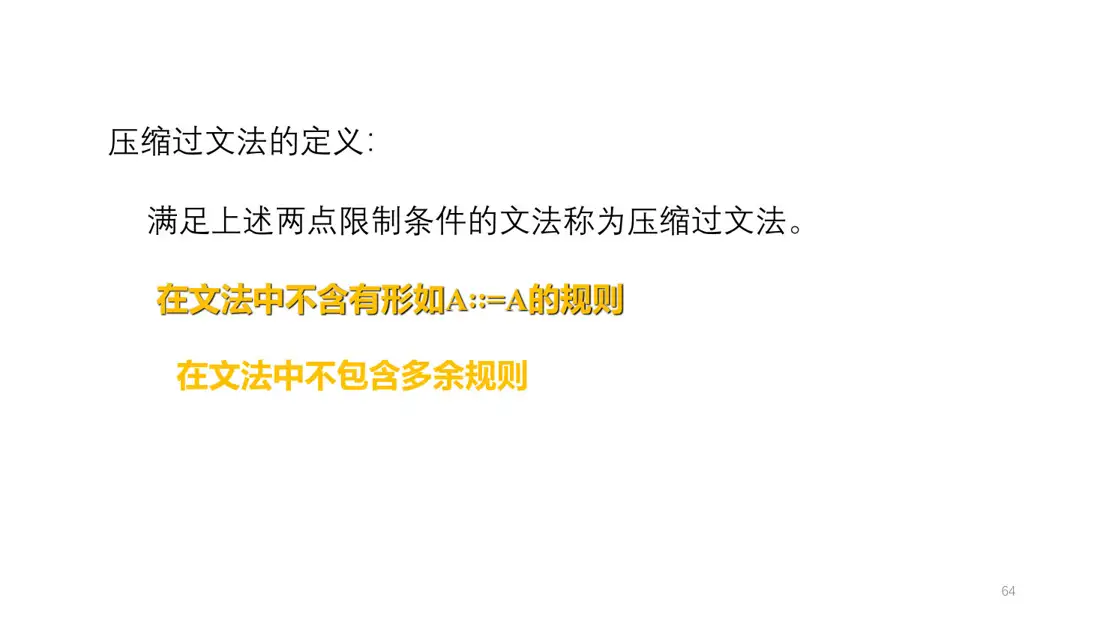 压缩过文法的定义：
满足上述两点限制条件的文法称为压缩过文法。
在文法中不含有形如A::=A的规则
在文法中不包含多余规则
64